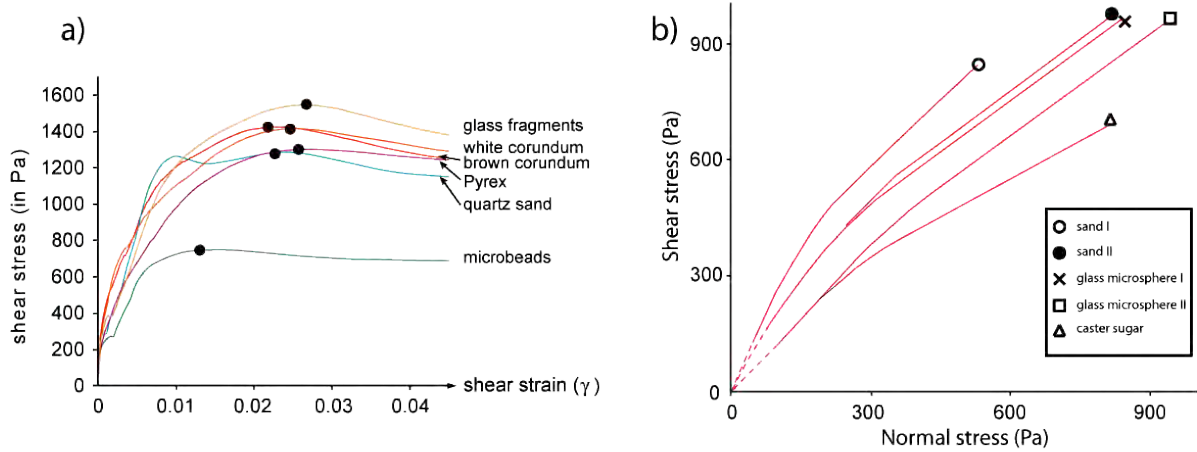 a)
shear stress (in Pa)
1600
1400
1200
1000
800
600
400
200
0
0
0.01
0.02
0.03
0.04
shear strain (γ)
glass fragments
white corundum
brown corundum
Pyrex
quartz sand
microbeads
b)
Shear stress (Pa)
900
600
300
0
0
300
600
900
Normal stress (Pa)
sand I
sand II
glass microsphere I
glass microsphere II
caster sugar